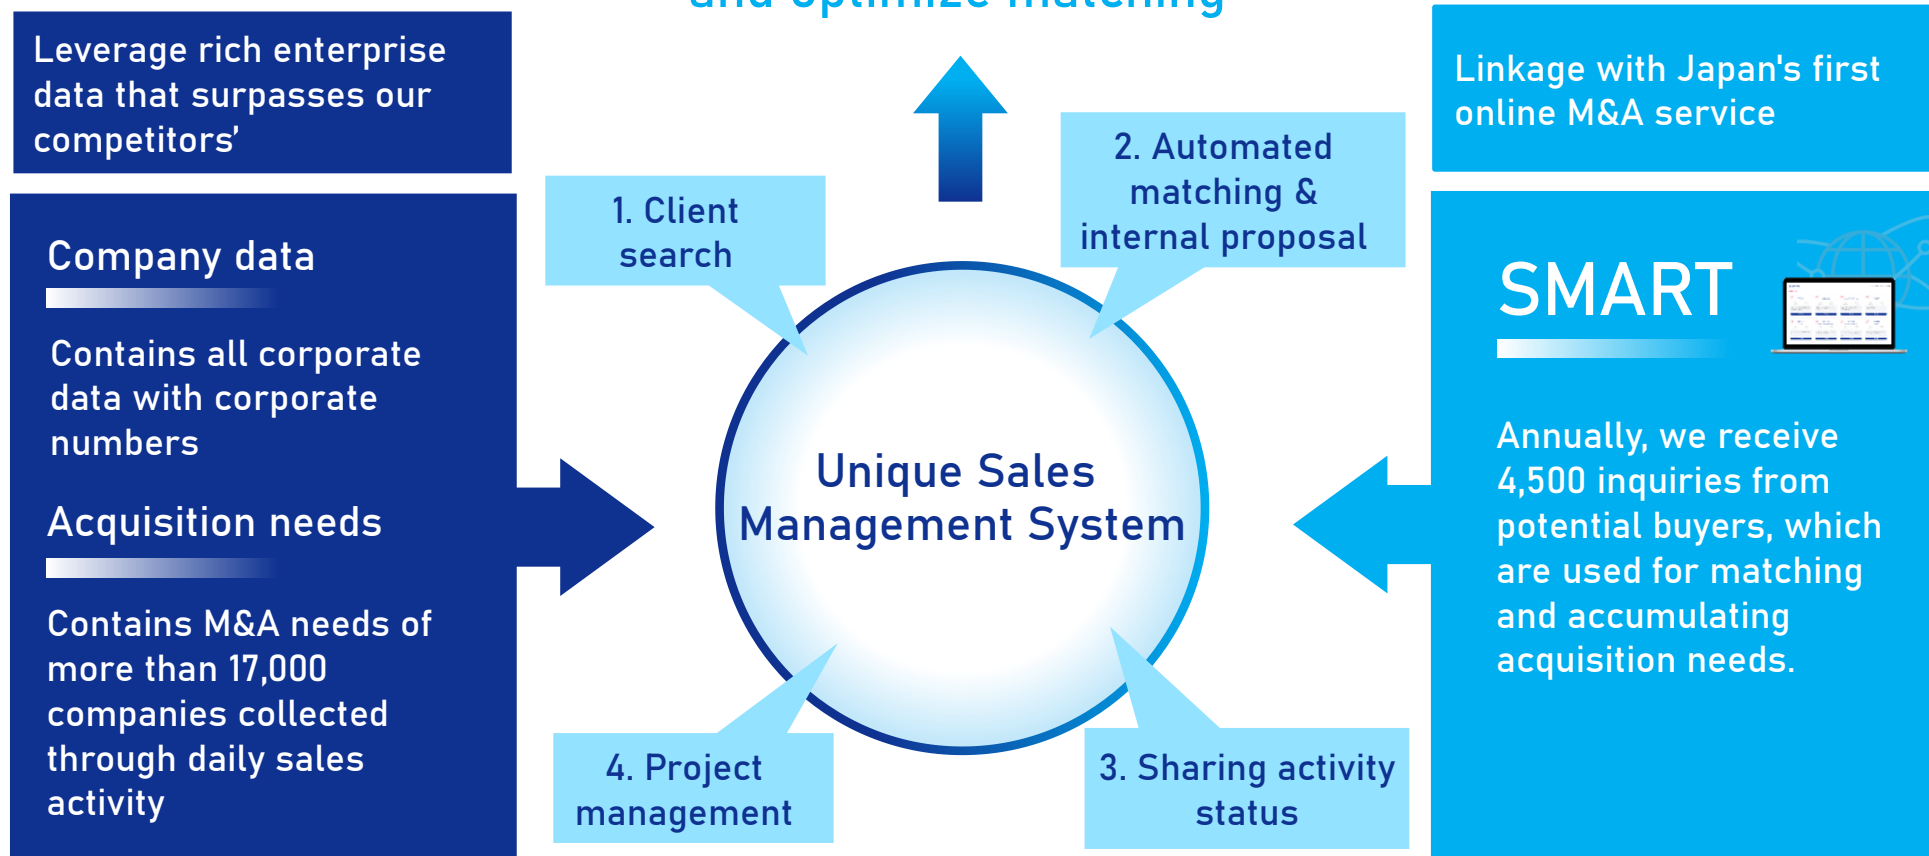 and optimize matching
Leverage rich enterprise
data that surpasses our
competitors’
Company data
Contains all corporate
data with corporate
numbers
Acquisition needs
Contains M&A needs of
more than 17,000
companies collected
through daily sales
activity
1. Client
search
2. Automated
matching &
internal proposal
Unique Sales
Management System
4. Project
management
3. Sharing activity
status
Linkage with Japan's first
online M&A service
SMART
Annually, we receive
4,500 inquiries from
potential buyers, which
are used for matching
and accumulating
acquisition needs.